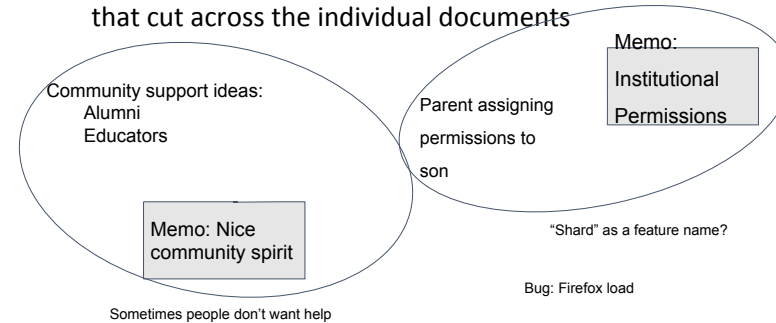 that cut across the individual documents
Community support ideas:
Alumni
Educators
Memo: Nice
community spirit
Sometimes people don’t want help
Parent assigning
permissions to
son
Memo:
Institutional
Permissions
“Shard” as a feature name?
Bug: Firefox load